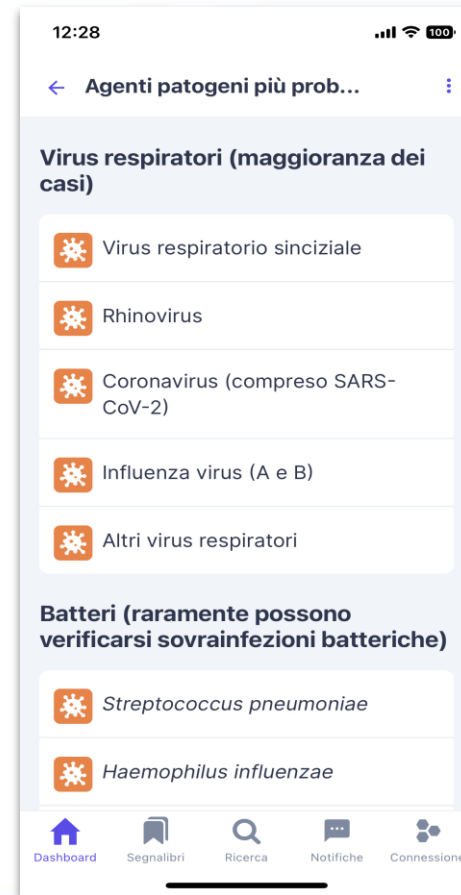 12:28
100
Agenti patogeni più prob...
Virus respiratori (maggioranza dei
casi)
Virus respiratorio sinciziale
Rhinovirus
Coronavirus (compreso SARS-
CoV-2)
Influenza virus (A e B)
Altri virus respiratori
Batteri (raramente possono
verificarsi sovrainfezioni batteriche)
Streptococcus pneumoniae
Haemophilus influenzae
Dashboard Segnalibri Ricerca Notifiche Connessione